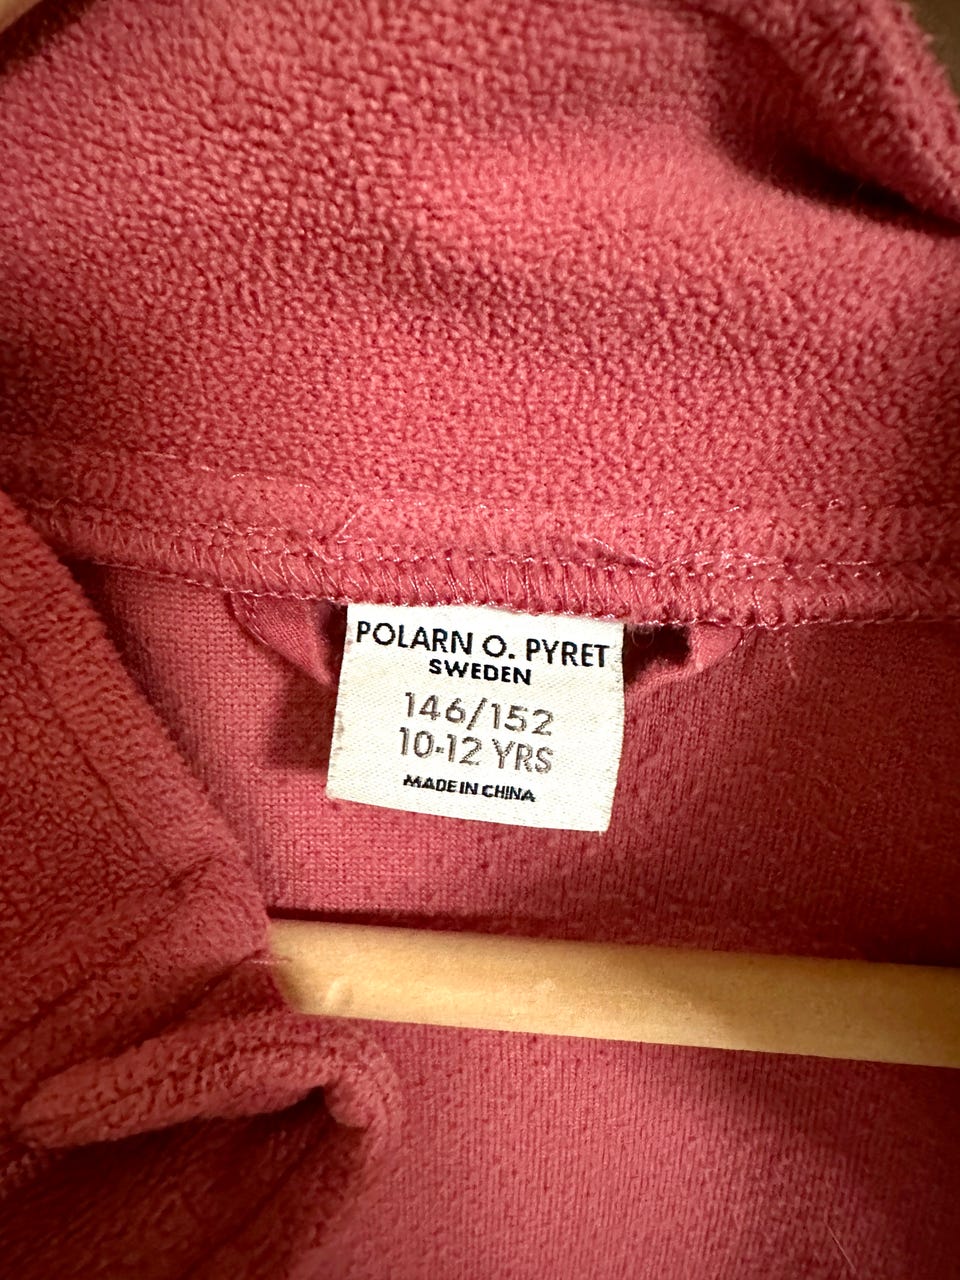 POLARN O. PYRET
SWEDEN
146/152
10-12 YRS
MADE IN CHINA